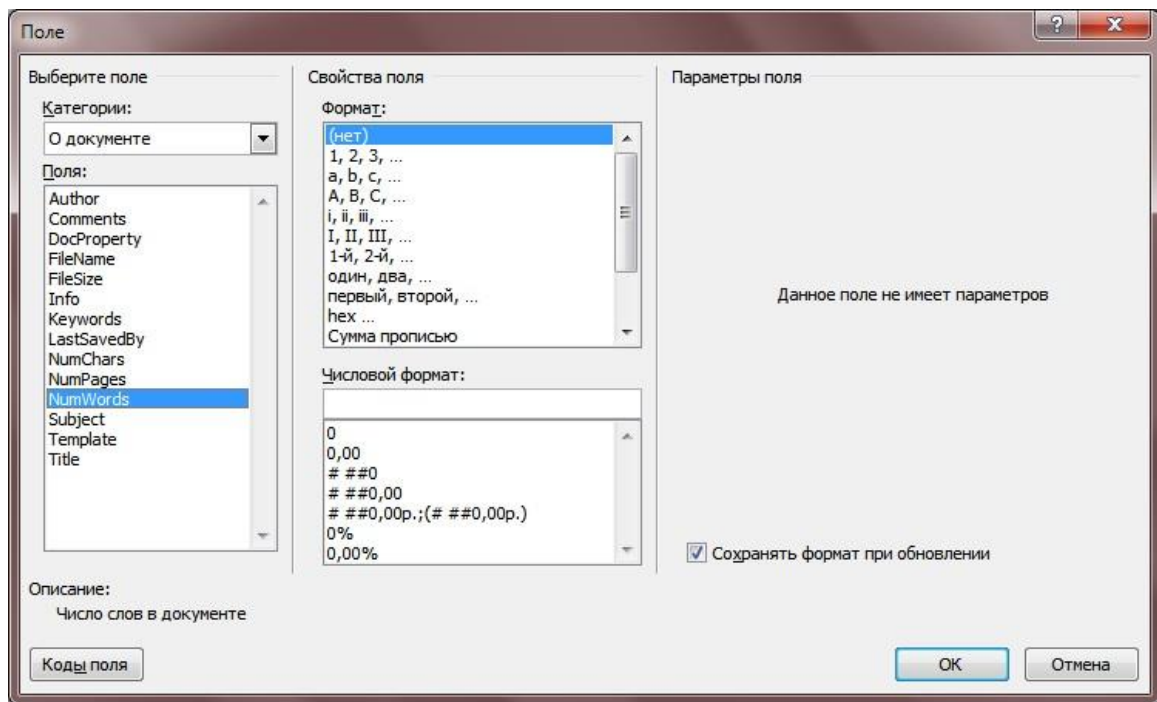 Поле
Выберите поле
Категории:
О документе
Поля:
Author
Comments
DocProperty
FileName
FileSize
Info
Keywords
LastSavedBy
NumChars
NumPages
NumWords
Subject
Template
Title
Свойства поля
Формат:
(нет)
1, 2, 3, ...
a, b, c, ...
A, B, C, ...
i, ii, iii, ...
I, II, III, ...
1-й, 2-й, ...
один, два, ...
первый, второй, ...
hex ...
Сумма прописью
Числовой формат:
0
0,00
# ##0
# ##0,00
# ##0,00р.;(# ##0,00р.)
0%
0,00%
Параметры поля
Данное поле не имеет параметров
Сохранять формат при обновлении
Описание:
Число слов в документе
Коды поля
ОК
Отмена